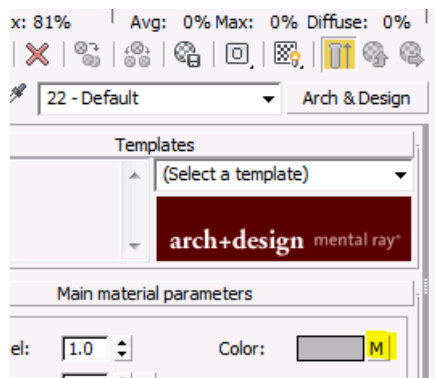 x: 81% Avg: 0% Max: 0% Diffuse: 0%
22 - Default Arch & Design
Templates
(Select a template)
arch+design mental ray*
Main material parameters
el: 1.0 Color: M